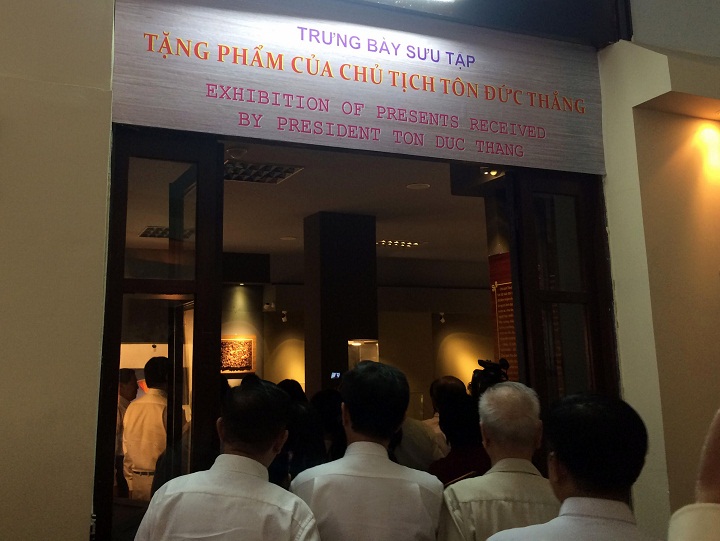 TRƯNG BÀY SƯU TẬP
TẶNG PHẨM CỦA CHỦ TỊCH TÔN ĐỨC THẮNG
EXHIBITION OF PRESENTS RECEIVED
BY PRESIDENT TON DUC THANG